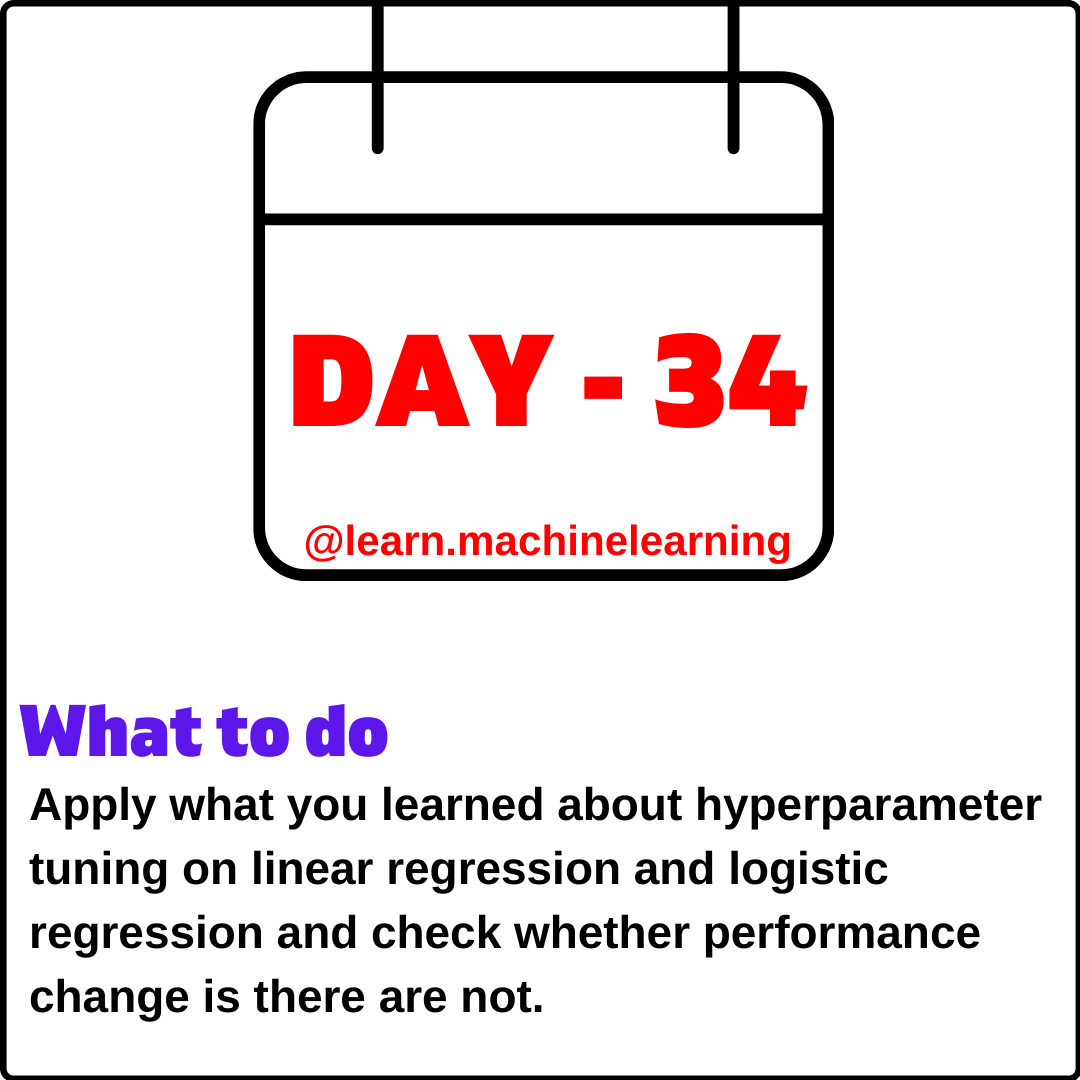 DAY - 34
@learn.machinelearning
What to do
Apply what you learned about hyperparameter
tuning on linear regression and logistic
regression and check whether performance
change is there are not.